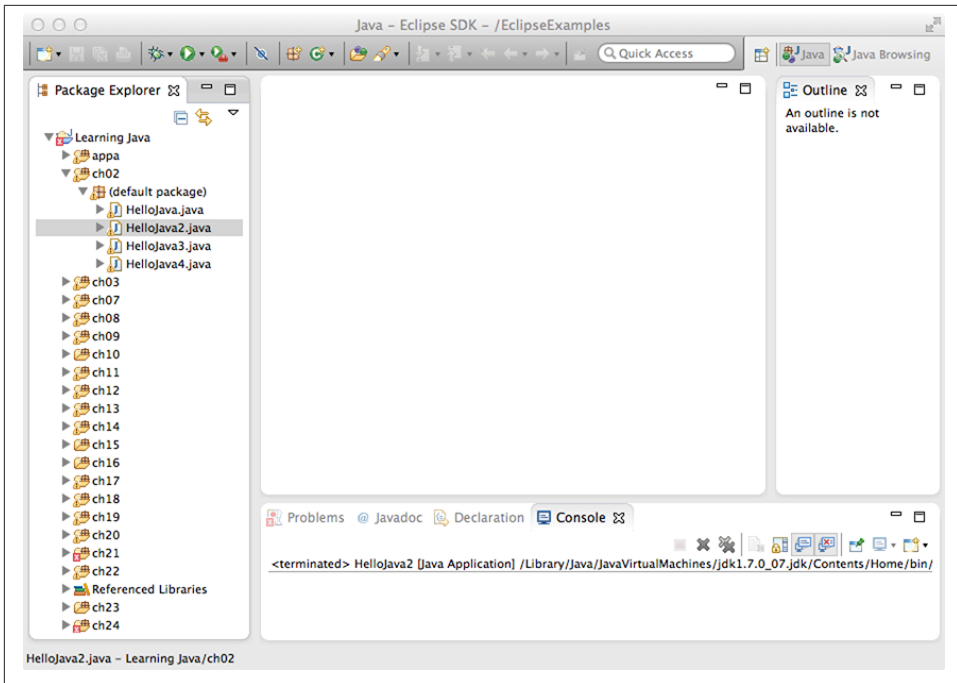 Java – Eclipse SDK – /EclipseExamples
Quick Access
Java
Java Browsing
Package Explorer
Learning Java
appa
ch02
(default package)
HelloJava.java
HelloJava2.java
HelloJava3.java
HelloJava4.java
ch03
ch07
ch08
ch09
ch10
ch11
ch12
ch13
ch14
ch15
ch16
ch17
ch18
ch19
ch20
ch21
ch22
Referenced Libraries
ch23
ch24
Outline
An outline is not
available.
Problems @ Javadoc Declaration Console
<terminated> HelloJava2 [Java Application] /Library/Java/JavaVirtualMachines/jdk1.7.0_07.jdk/Contents/Home/bin/
HelloJava2.java – Learning Java/ch02